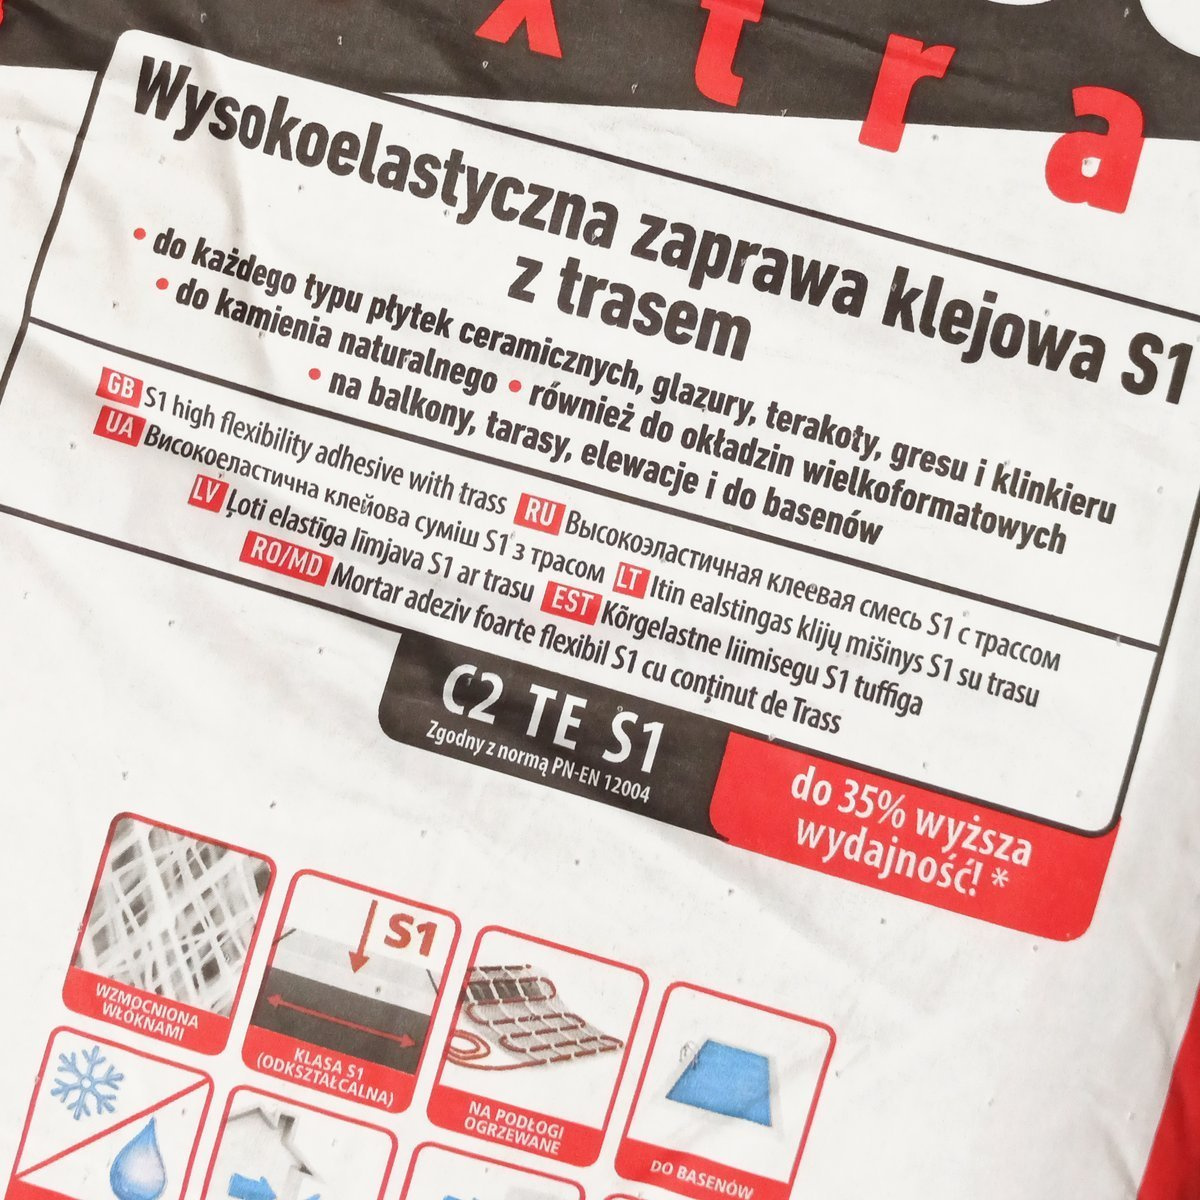 xtra
Wysokoelastyczna zaprawa klejowa S1
z trasem
• do każdego typu płytek ceramicznych, glazury, terakoty, gresu i klinkieru
• do kamienia naturalnego • również do okładzin wielkoformatowych
• na balkony, tarasy, elewacje i do basenów
GB S1 high flexibility adhesive with trass RU Высокоэластичная клеевая смесь S1 с трассом
UA Високоеластична клейова суміш S1 з трасом LT Itin ealstingas klijų mišinys S1 su trasu
LV Ļoti elastīga līmjava S1 ar trasu EST Kõrgelastne liimisegu S1 tuffiga
RO/MD Mortar adeziv foarte flexibil S1 cu conținut de Trass
C2 TE S1
Zgodny z normą PN-EN 12004
do 35% wyższa
wydajność! *
WZMOCNIONA
WŁÓKNAMI
S1
KLASA S1
(ODKSZTAŁCALNA)
NA PODŁOGI
OGRZEWANE
DO BASENÓW